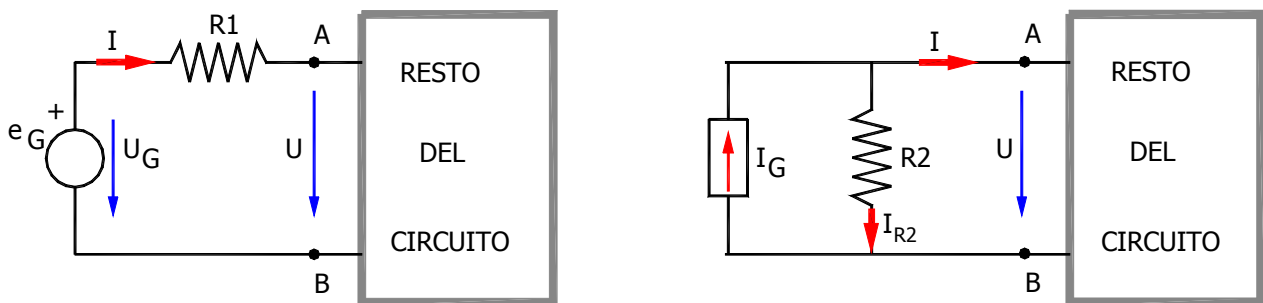 I
R1
A
RESTO
+
e G
U G
U
DEL
CIRCUITO
B
I
A
RESTO
I G
R2
U
DEL
I R2
CIRCUITO
B